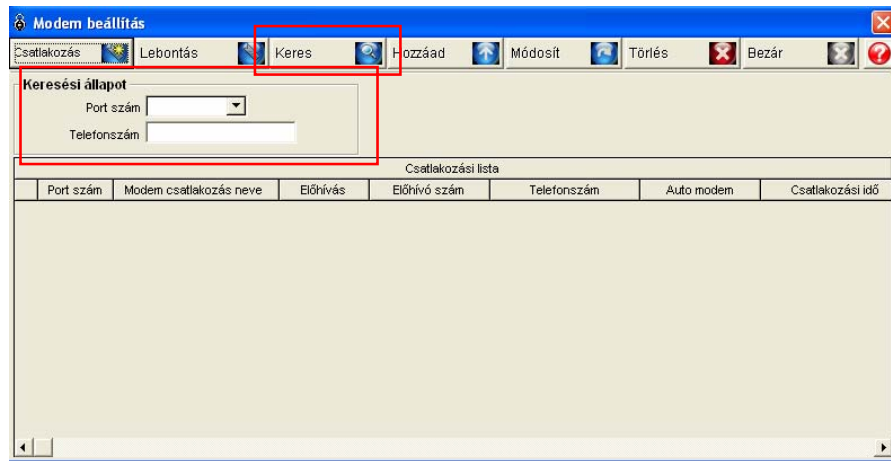 Modem beállítás
Csatlakozás Lebontás Keres Hozzáad Módosít Törlés Bezár ?
Keresési állapot
Port szám
Telefonszám
Csatlakozási lista
Port szám Modem csatlakozás neve Előhívás Előhívó szám Telefonszám Auto modem Csatlakozási idő